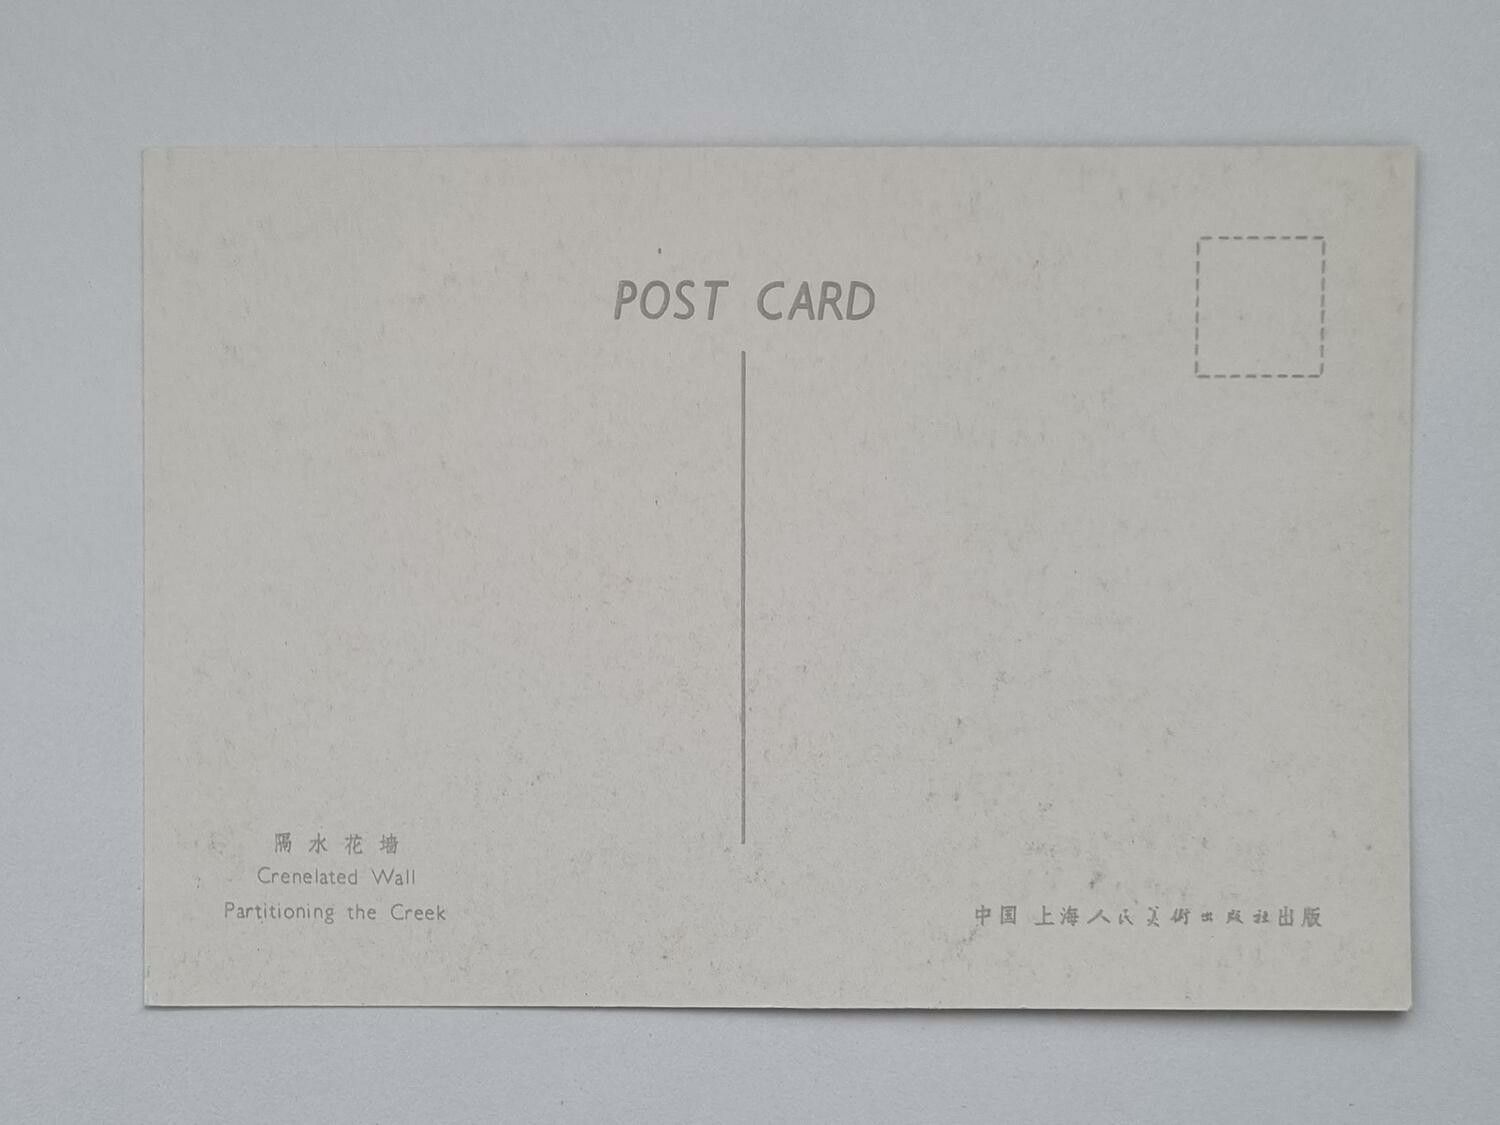 POST CARD
隔水花墙
Crenelated Wall
Partitioning the Creek
中国 上海人民美術出版社出版